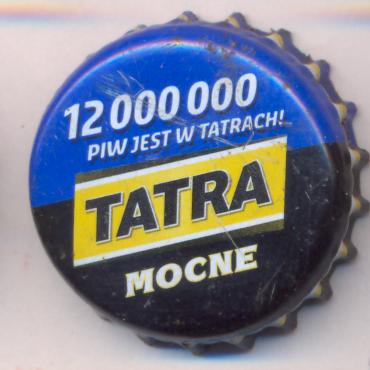 12 000 000
PIW JEST W TATRACH!
TATRA
MOCNE